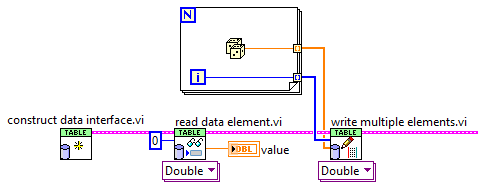 N
i
construct data interface.vi
read data element.vi
write multiple elements.vi
TABLE
TABLE
TABLE
0
DBL
value
Double
Double